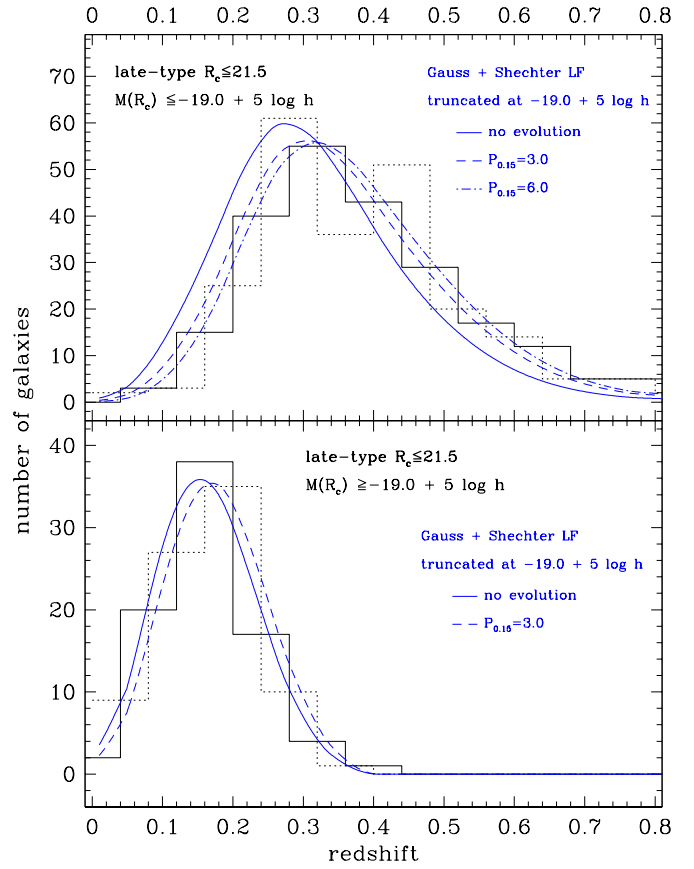 0 0.1 0.2 0.3 0.4 0.5 0.6 0.7 0.8
late-type R_c≦21.5
M(R_c) ≦-19.0 + 5 log h
Gauss + Shechter LF
truncated at -19.0 + 5 log h
no evolution
P_0.15=3.0
P_0.15=6.0
70
60
50
40
30
20
10
0
number of galaxies
late-type R_c≦21.5
M(R_c) ≧-19.0 + 5 log h
Gauss + Shechter LF
truncated at -19.0 + 5 log h
no evolution
P_0.15=3.0
40
30
20
10
0
0 0.1 0.2 0.3 0.4 0.5 0.6 0.7 0.8
redshift